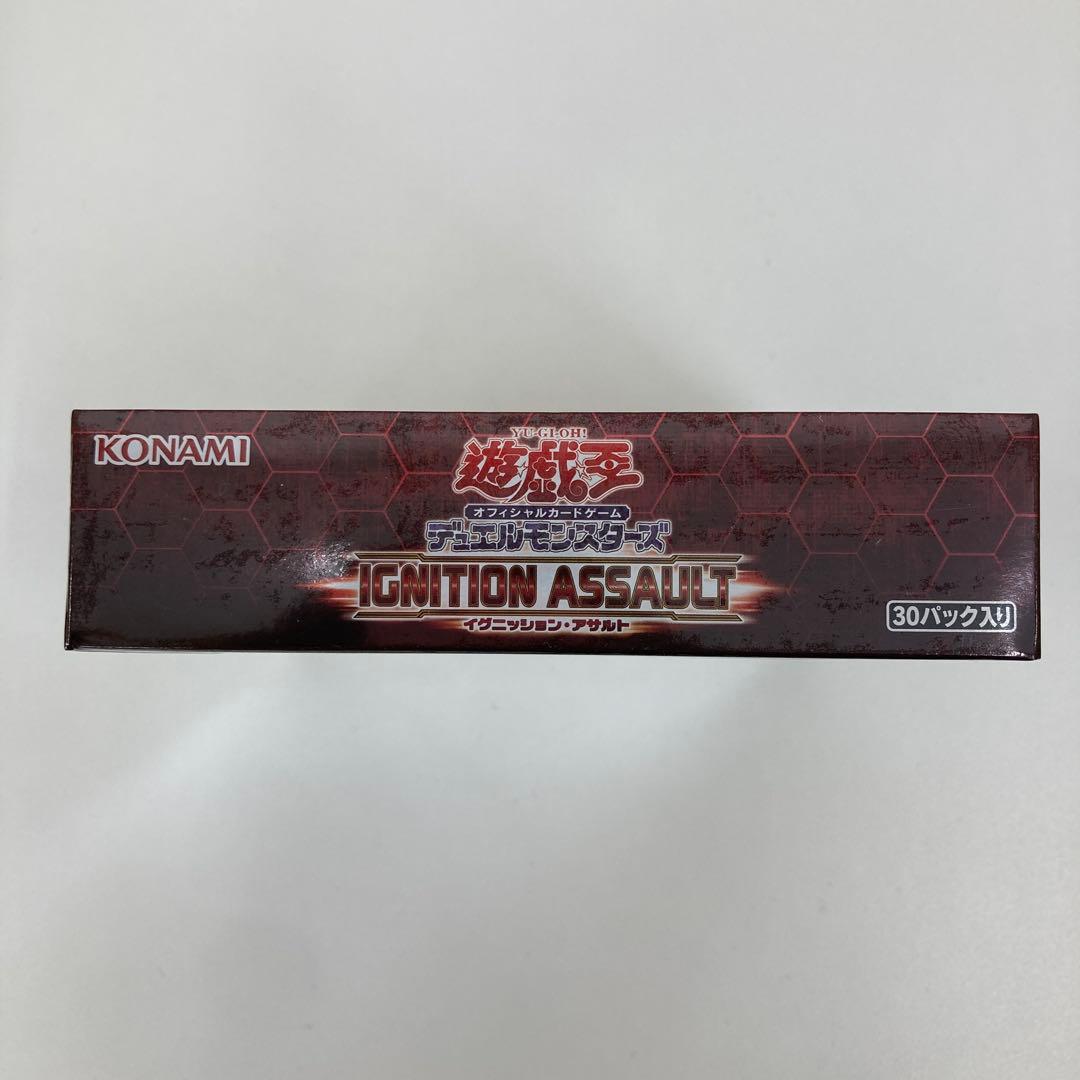 KONAMI
YU-GI-OH!
遊戯王
オフィシャルカードゲーム
デュエルモンスターズ
IGNITION ASSAULT
イグニッション・アサルト
30パック入り